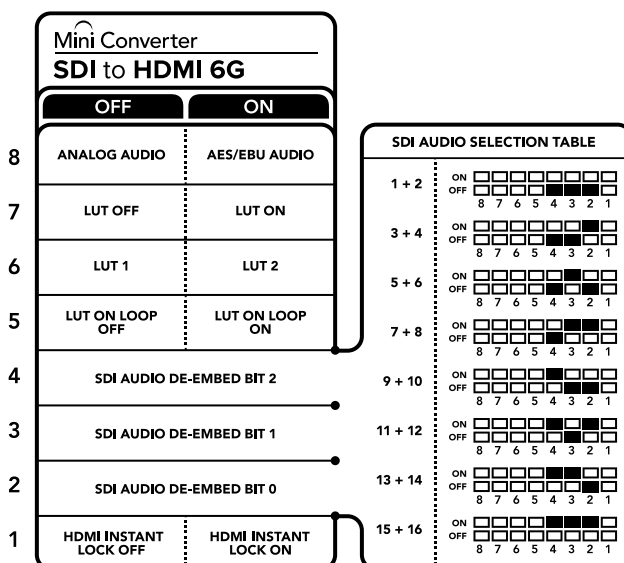 Mini Converter
SDI to HDMI 6G
OFF ON
8 ANALOG AUDIO AES/EBU AUDIO
7 LUT OFF LUT ON
6 LUT 1 LUT 2
5 LUT ON LOOP OFF LUT ON LOOP ON
4 SDI AUDIO DE-EMBED BIT 2
3 SDI AUDIO DE-EMBED BIT 1
2 SDI AUDIO DE-EMBED BIT 0
1 HDMI INSTANT LOCK OFF HDMI INSTANT LOCK ON
SDI AUDIO SELECTION TABLE
1 + 2 ON
OFF
8 7 6 5 4 3 2 1
3 + 4 ON
OFF
8 7 6 5 4 3 2 1
5 + 6 ON
OFF
8 7 6 5 4 3 2 1
7 + 8 ON
OFF
8 7 6 5 4 3 2 1
9 + 10 ON
OFF
8 7 6 5 4 3 2 1
11 + 12 ON
OFF
8 7 6 5 4 3 2 1
13 + 14 ON
OFF
8 7 6 5 4 3 2 1
15 + 16 ON
OFF
8 7 6 5 4 3 2 1